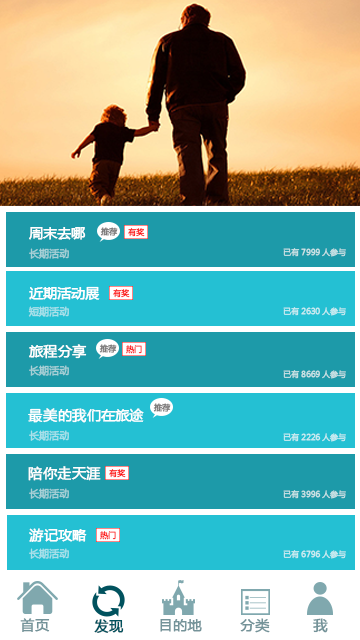 周末去哪 推荐 有奖
长期活动 已有 7999 人参与
近期活动展 有奖
短期活动 已有 2630 人参与
旅程分享 推荐 热门
长期活动 已有 8669 人参与
最美的我们在旅途 推荐
长期活动 已有 2226 人参与
陪你走天涯 有奖
长期活动 已有 3996 人参与
游记攻略 热门
长期活动 已有 6796 人参与
首页 发现 目的地 分类 我